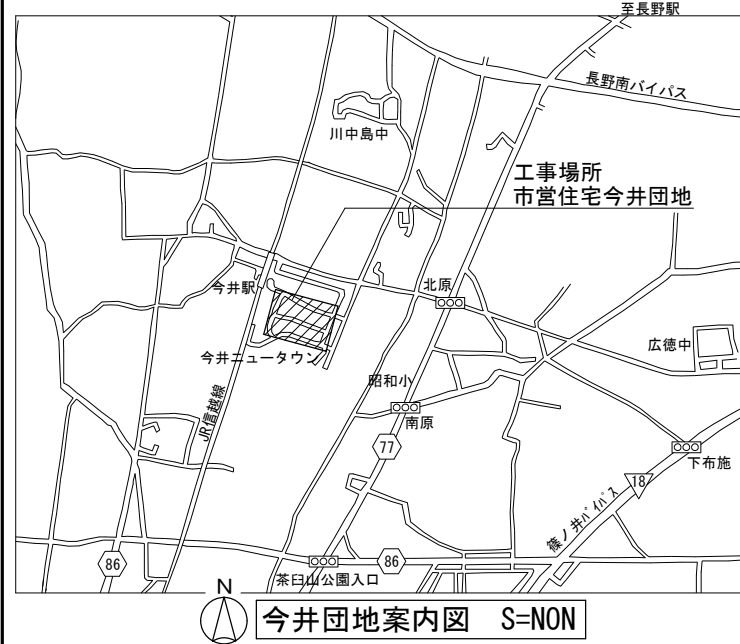 至長野駅
長野南バイパス
川中島中
工事場所
市営住宅今井団地
今井駅
北原
広徳中
今井ニュータウン
昭和小
JR信越線
南原
77
下布施
18
篠ノ井バイパス
86
86
茶臼山公園入口
N
今井団地案内図 S=NON